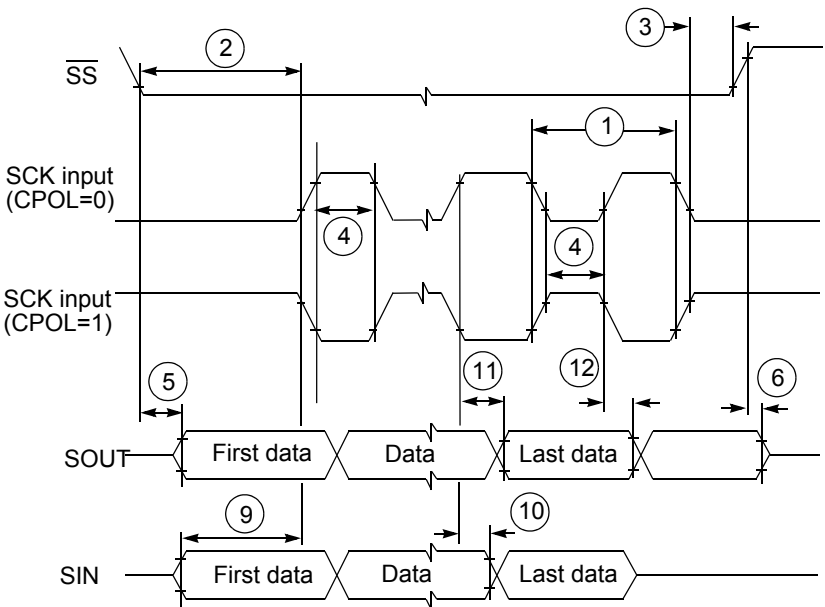 3
2
SS
1
SCK input
(CPOL=0)
4
4
SCK input
(CPOL=1)
5
11
12
6
SOUT
First data
Data
Last data
9
10
SIN
First data
Data
Last data